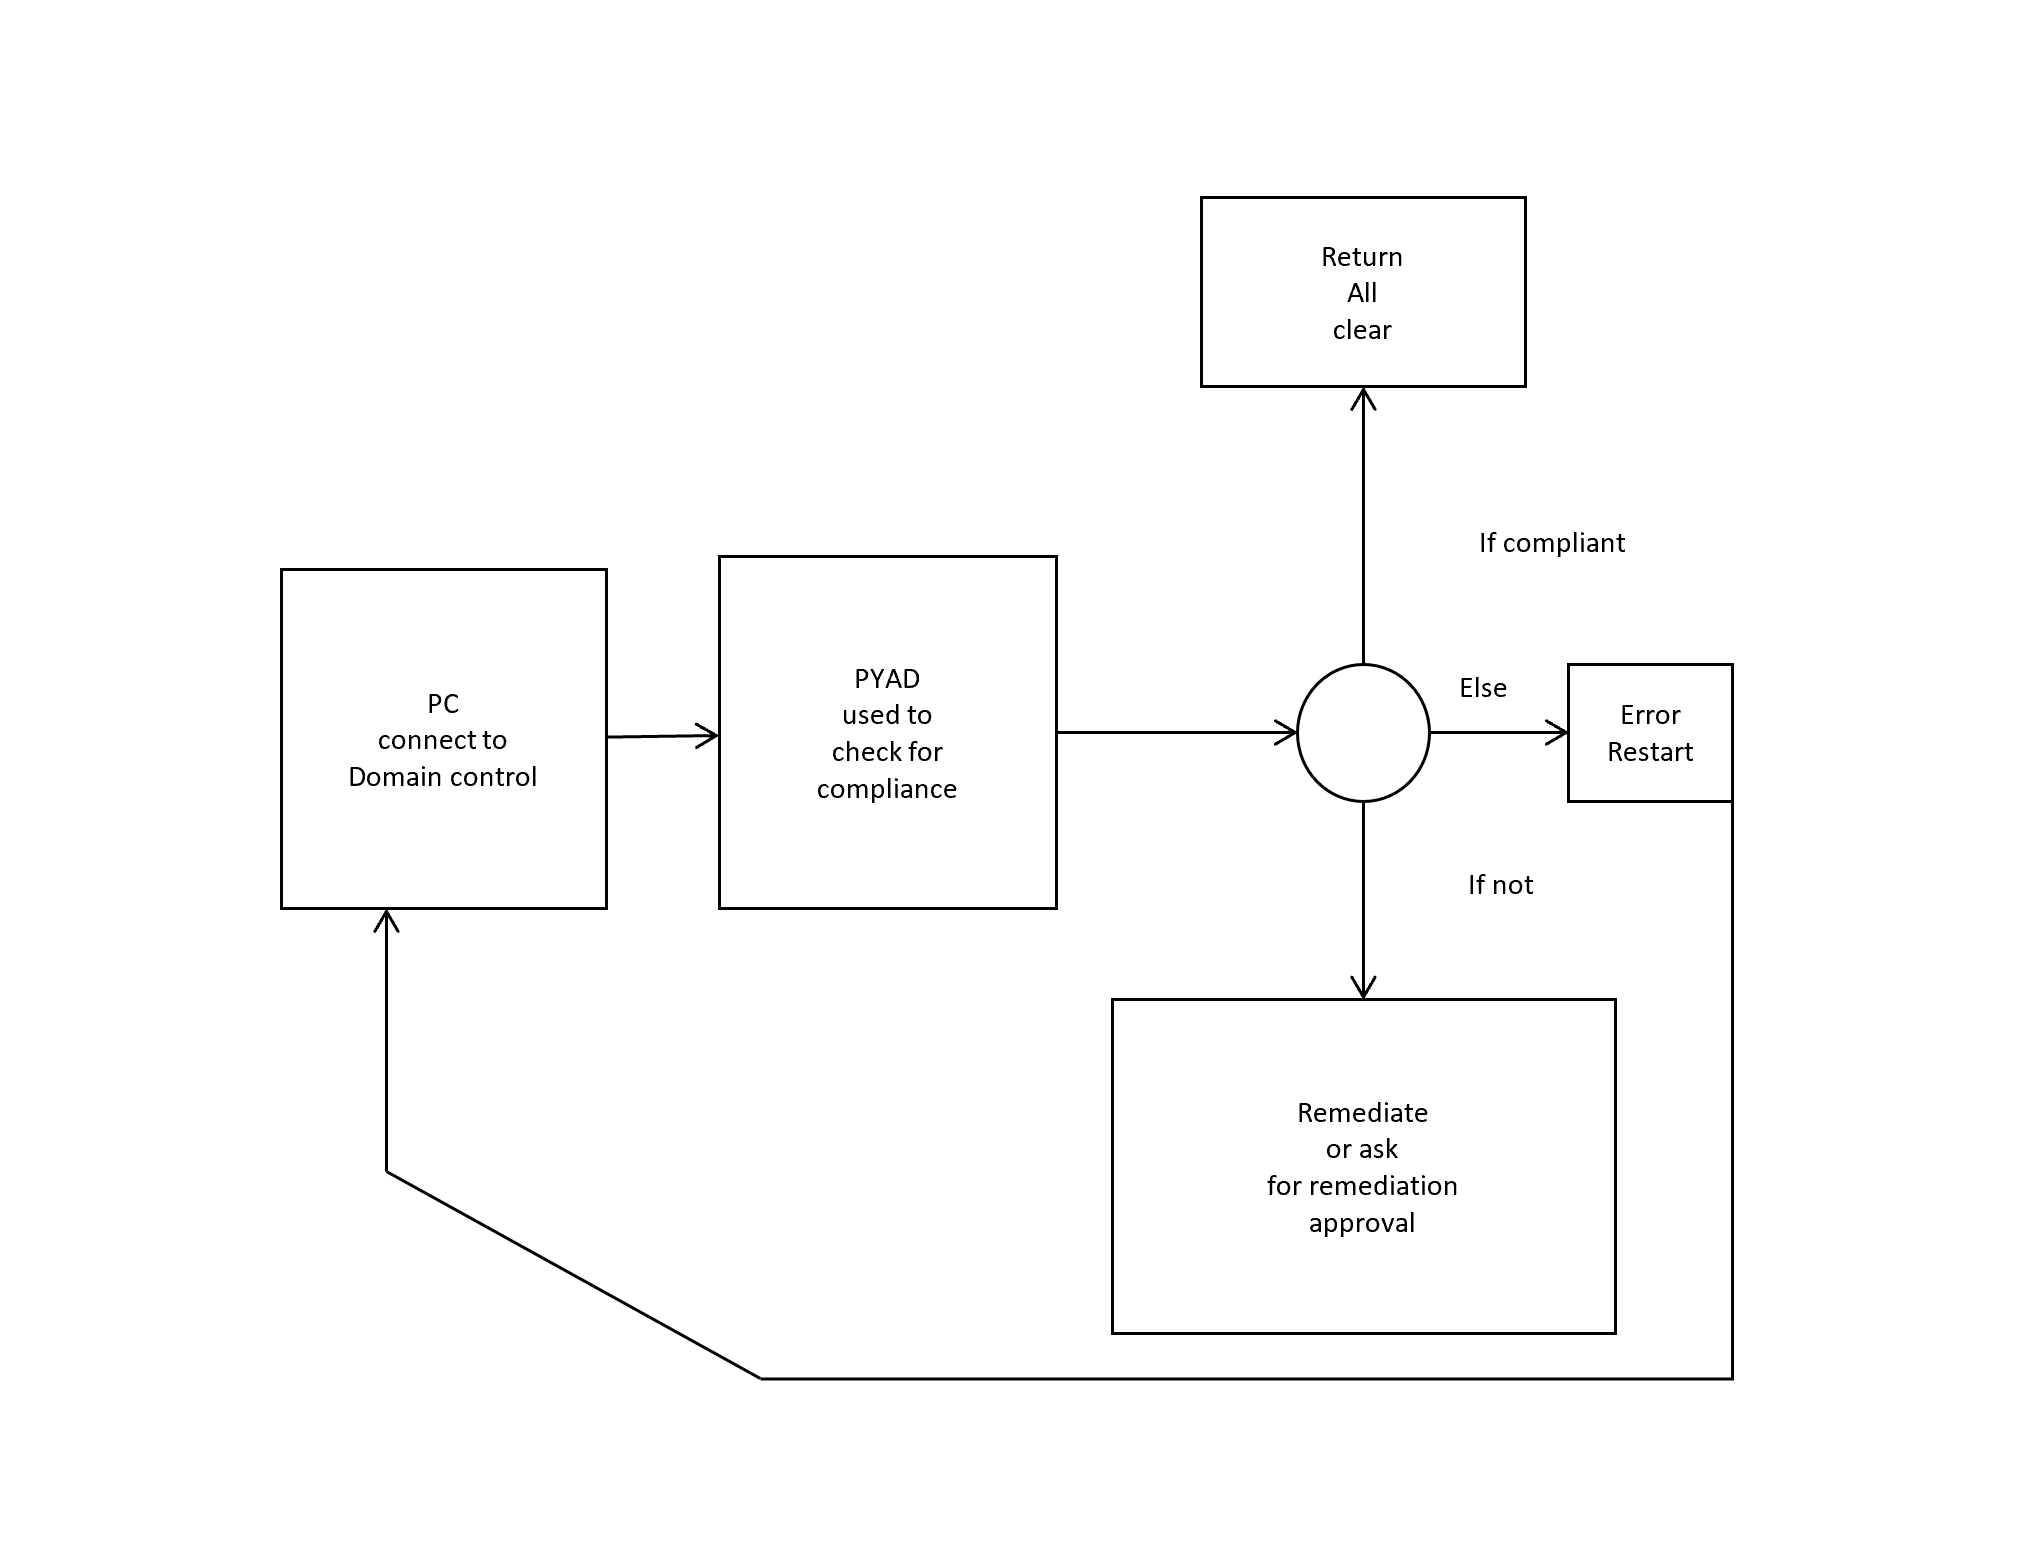 Return
All
clear
If compliant
PC
connect to
Domain control
PYAD
used to
check for
compliance
Else
Error
Restart
If not
Remediate
or ask
for remediation
approval